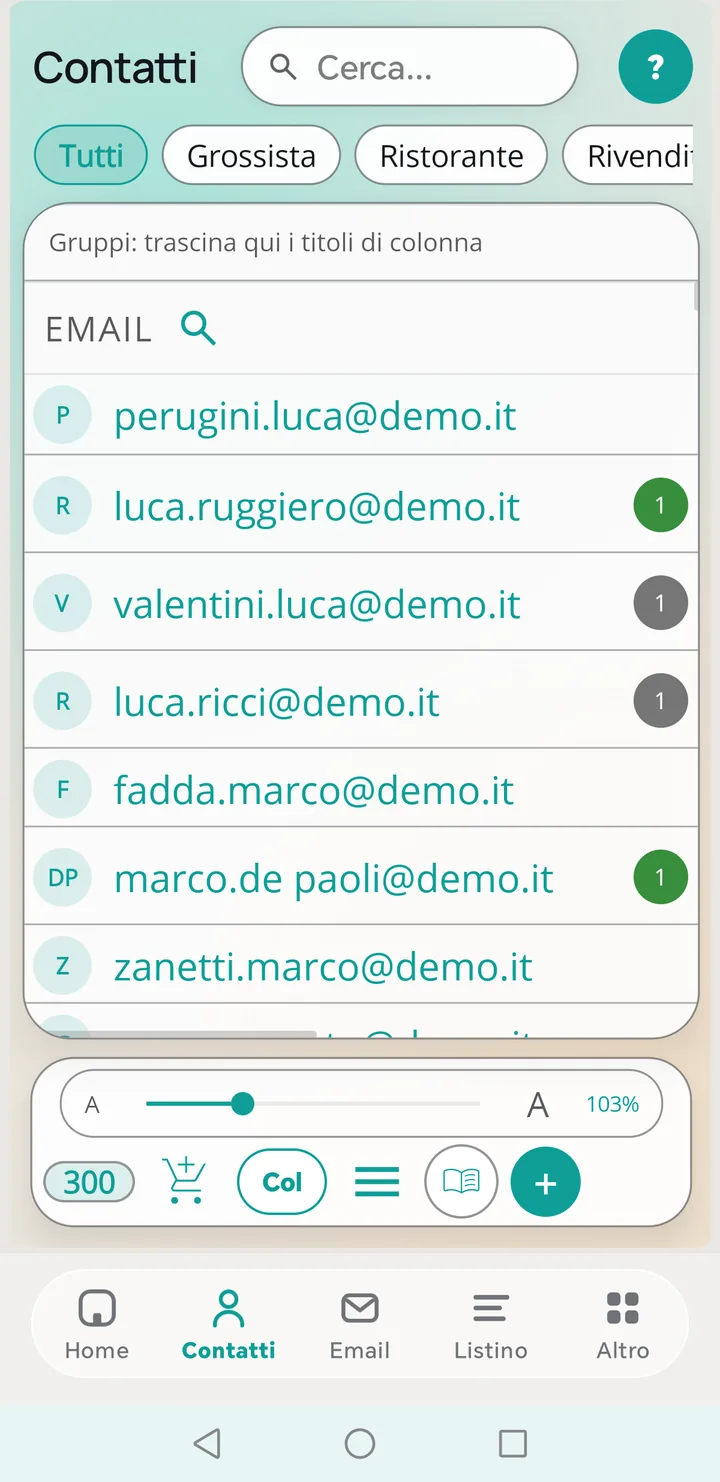 Contatti
Cerca...
?
Tutti
Grossista
Ristorante
Gruppi: trascina qui i titoli di colonna
EMAIL
P perugini.luca@demo.it
R luca.ruggiero@demo.it 1
V valentini.luca@demo.it 1
R luca.ricci@demo.it 1
F fadda.marco@demo.it
DP marco.de paoli@demo.it 1
Z zanetti.marco@demo.it
A A 103%
300 Col +
Home Contatti Email Listino Altro